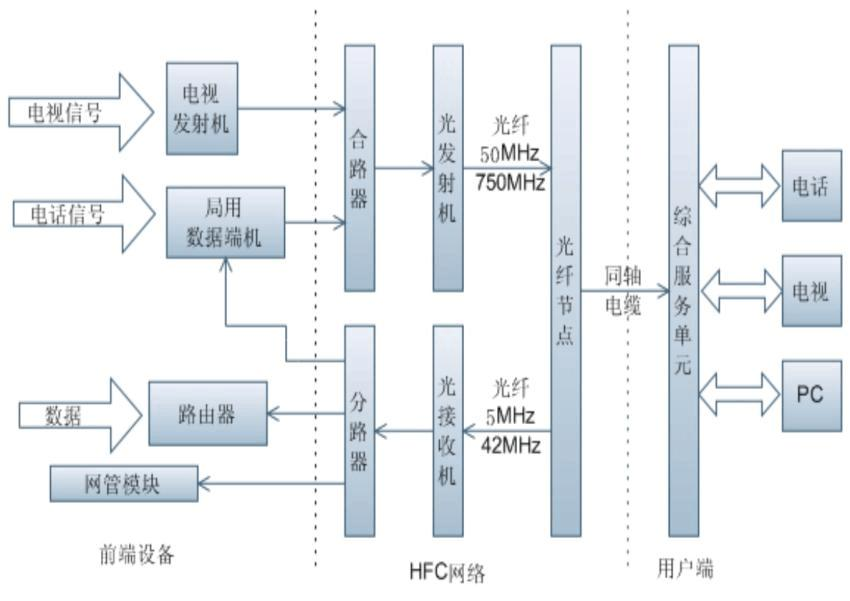 电视信号
电视
发射机
电话信号
局用
数据端机
数据
路由器
网管模块
前端设备
合路器
光发射机
光纤
50MHz
750MHz
分路器
光接收机
光纤
5MHz
42MHz
光纤节点
HFC网络
同轴
电缆
综合服务单元
电话
电视
PC
用户端